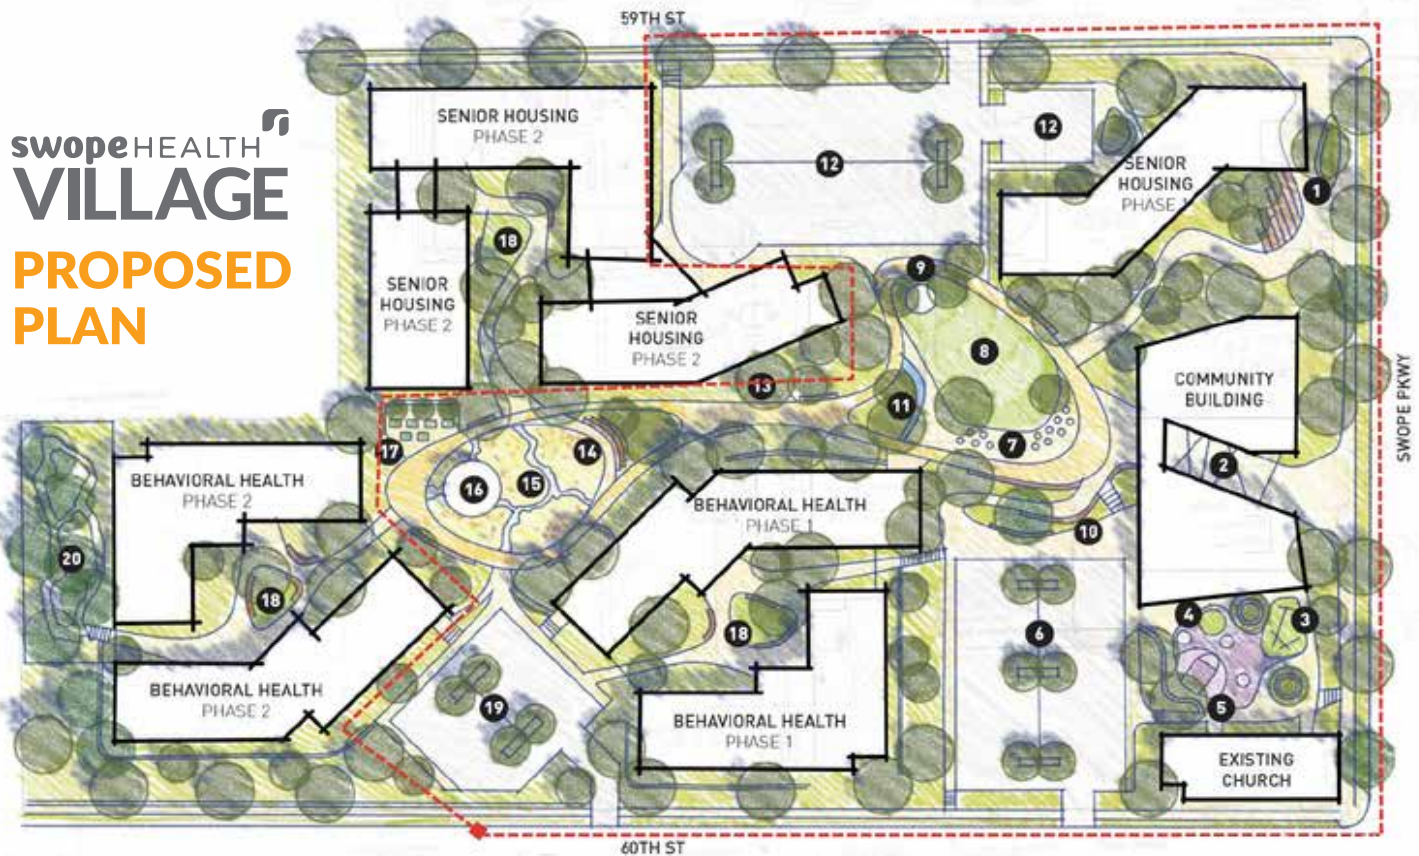 59TH ST
swope HEALTH
VILLAGE
PROPOSED
PLAN
SENIOR HOUSING
PHASE 2
12
12
SENIOR
HOUSING
PHASE 1
1
18
SENIOR
HOUSING
PHASE 2
SENIOR
HOUSING
PHASE 2
9
8
13
11
7
COMMUNITY
BUILDING
2
SWOPE PKWY
17
14
15
16
BEHAVIORAL HEALTH
PHASE 2
BEHAVIORAL HEALTH
PHASE 1
10
20
18
18
6
4
3
5
BEHAVIORAL HEALTH
PHASE 2
19
BEHAVIORAL HEALTH
PHASE 1
EXISTING
CHURCH
60TH ST